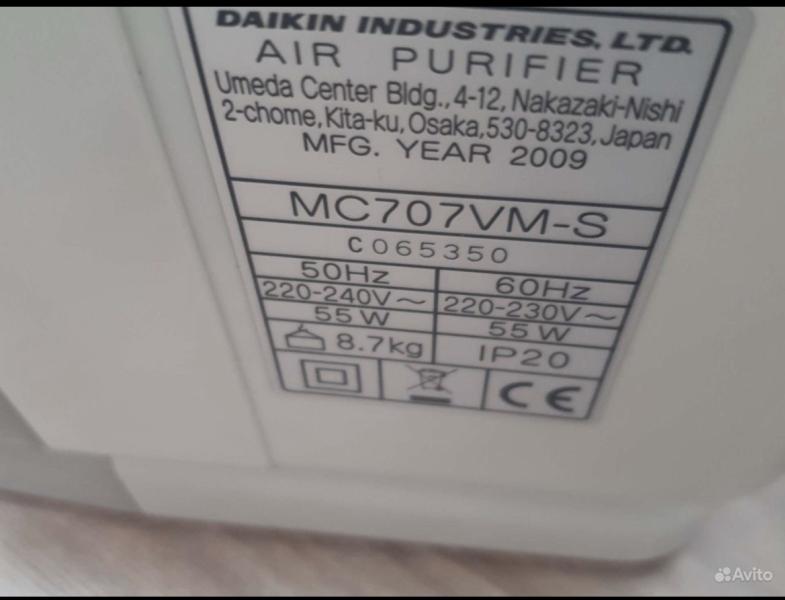 DAIKIN INDUSTRIES, LTD.
AIR PURIFIER
Umeda Center Bldg., 4-12, Nakazaki-Nishi
2-chome, Kita-ku, Osaka, 530-8323, Japan
MFG. YEAR 2009
MC707VM-S
C065350
50Hz 60Hz
220-240V~ 220-230V~
55W 55W
8.7kg IP20
CE
Avito